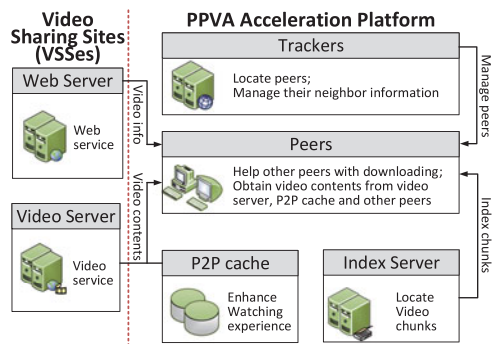 Video
Sharing Sites
(VSSes)
PPVA Acceleration Platform
Web Server
Web
service
Video Server
Video
service
Video info
Video contents
Trackers
Locate peers;
Manage their neighbor information
Manage peers
Peers
Help other peers with downloading;
Obtain video contents from video
server, P2P cache and other peers
Index chunks
P2P cache
Enhance
Watching
experience
Index Server
Locate
Video
chunks